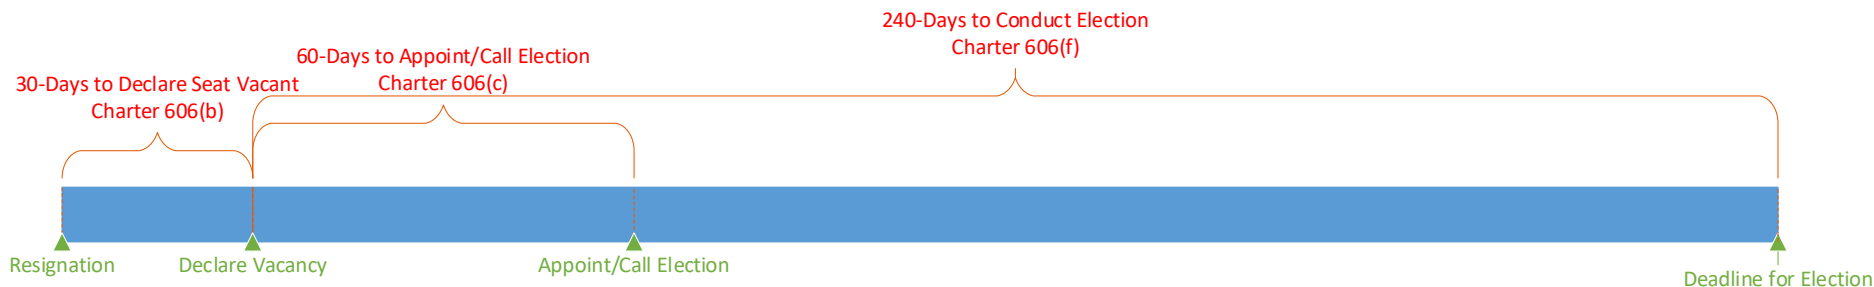 240-Days to Conduct Election
Charter 606(f)
60-Days to Appoint/Call Election
Charter 606(c)
30-Days to Declare Seat Vacant
Charter 606(b)
Resignation
Declare Vacancy
Appoint/Call Election
Deadline for Election